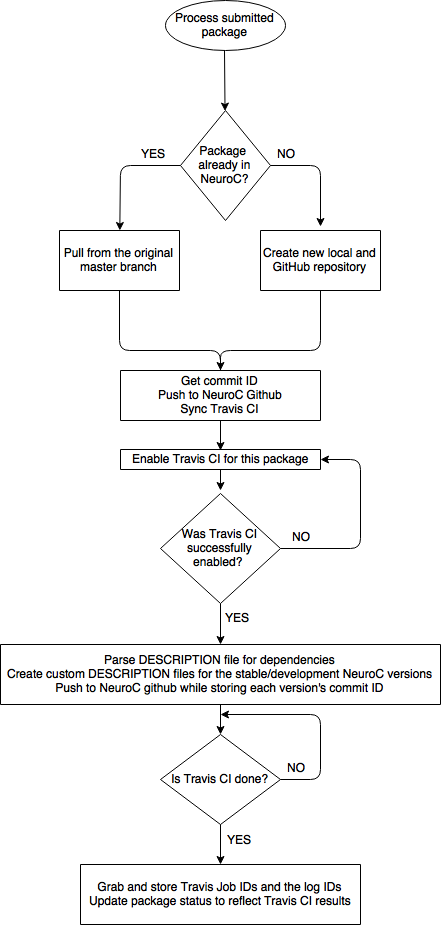 Process submitted
package
Package
already in
NeuroC?
YES
NO
Pull from the original
master branch
Create new local and
GitHub repository
Get commit ID
Push to NeuroC Github
Sync Travis CI
Enable Travis CI for this package
Was Travis CI
successfully
enabled?
NO
YES
Parse DESCRIPTION file for dependencies
Create custom DESCRIPTION files for the stable/development NeuroC versions
Push to NeuroC github while storing each version's commit ID
Is Travis CI done?
NO
YES
Grab and store Travis Job IDs and the log IDs
Update package status to reflect Travis CI results